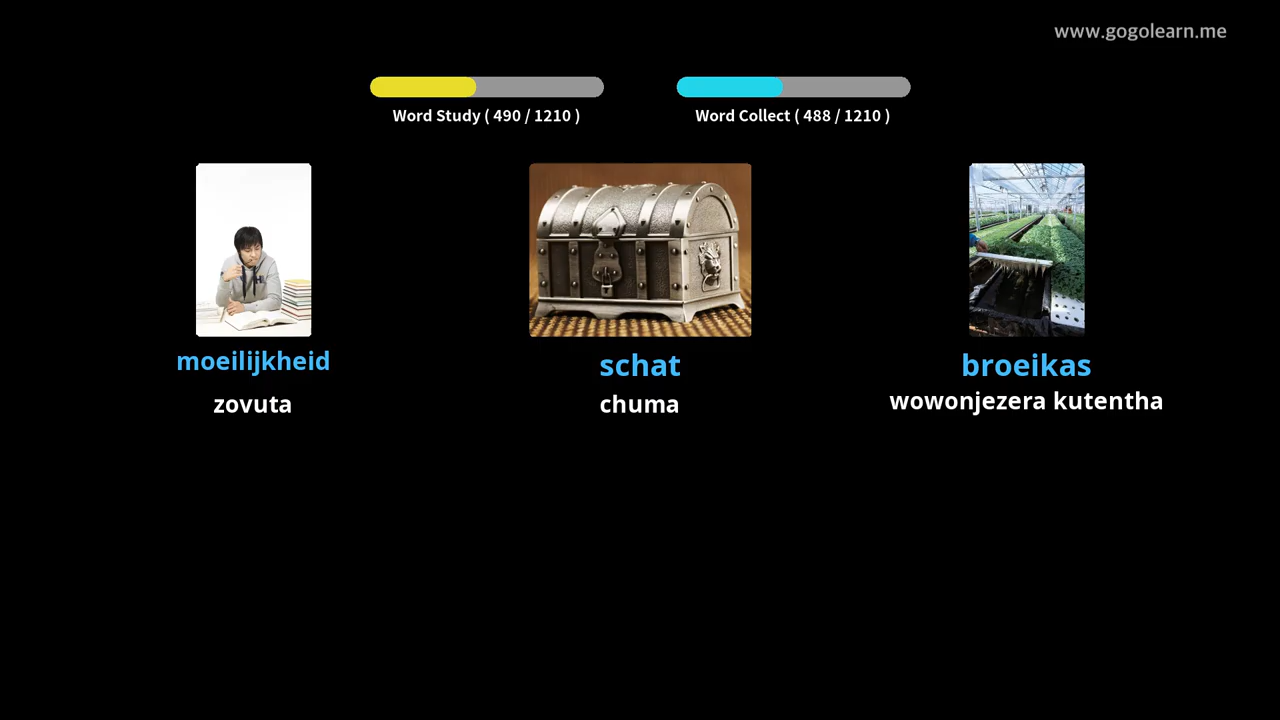 www.gogolearn.me
Word Study ( 490 / 1210 )
Word Collect ( 488 / 1210 )
moeilijkheid
zovuta
schat
chuma
broeikas
wowonjezera kutentha